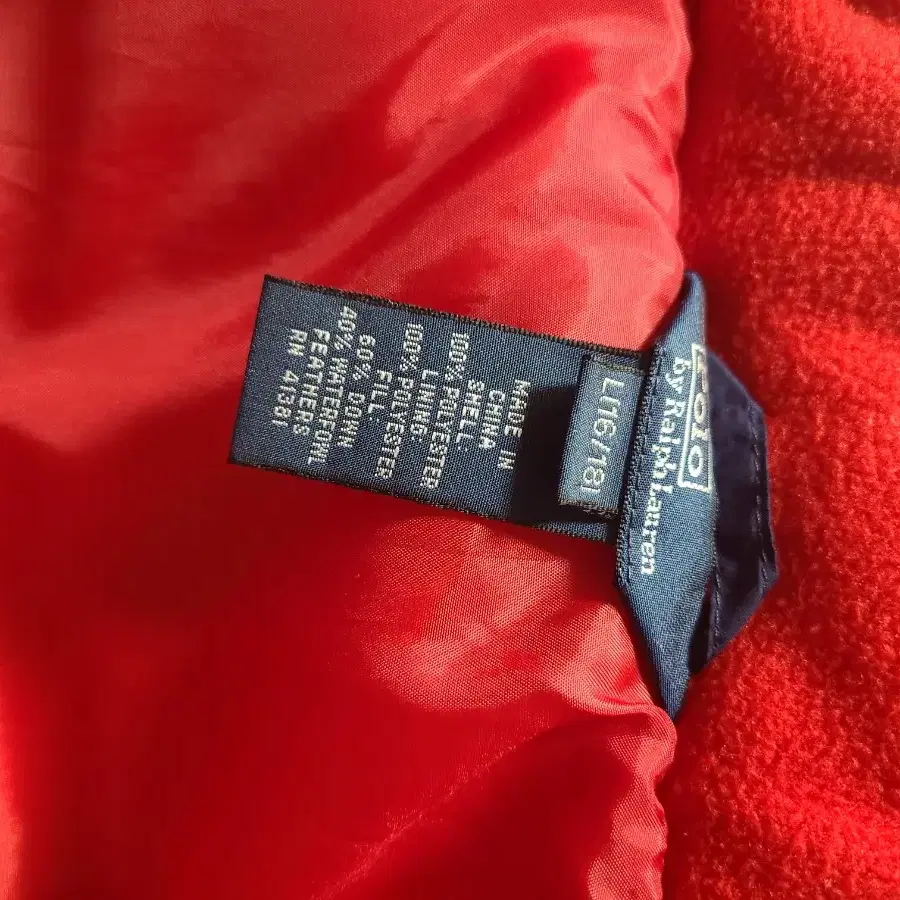 Polo
by Ralph Lauren
L(16/18)
MADE IN
CHINA
SHELL:
100% POLYESTER
LINING:
100% POLYESTER
FILL:
60% DOWN
40% WATERFOWL
FEATHERS
RN 41381